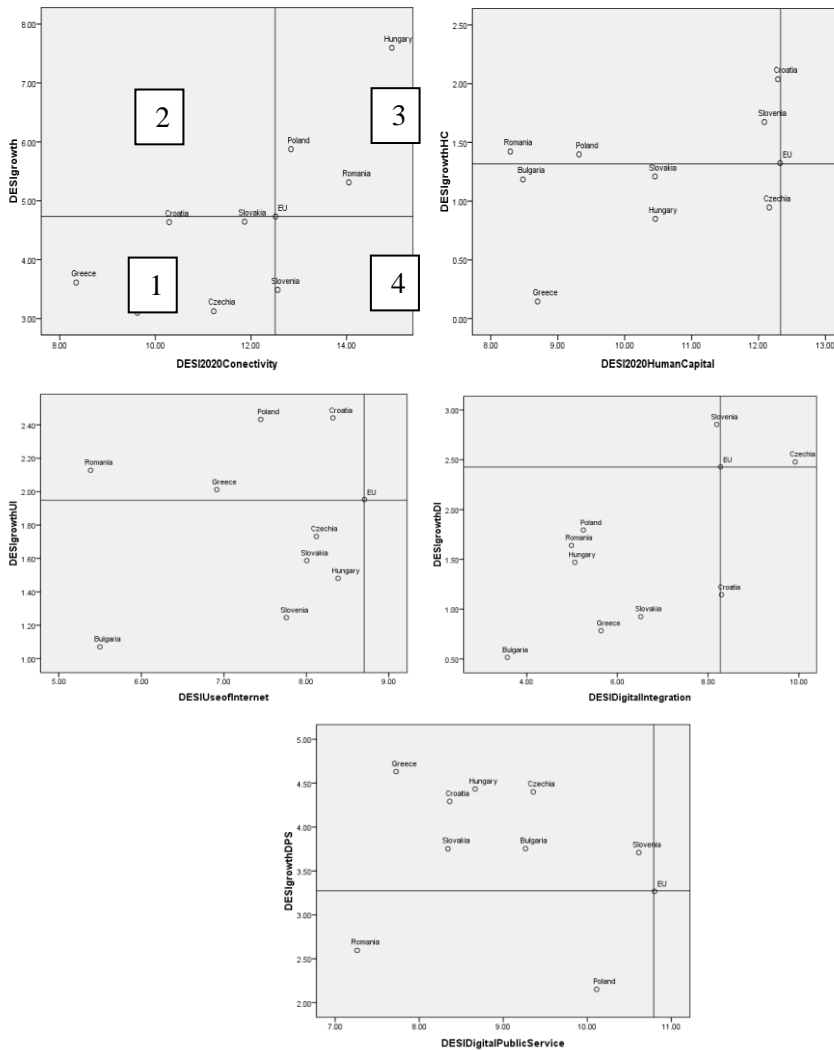 8.00
7.00
6.00
5.00
4.00
3.00
DESIgrowth
Hungary
2
3
Poland
Romania
EU
Croatia
Slovakia
Greece
1
4
Slovenia
Czechia
8.00 10.00 12.00 14.00
DESI2020Conectivity
2.50
2.00
1.50
1.00
0.50
0.00
DESIgrowthHC
Croatia
Slovenia
Romania
Poland
EU
Bulgaria
Slovakia
Hungary
Czechia
Greece
8.00 9.00 10.00 11.00 12.00 13.00
DESI2020HumanCapital
2.40
2.20
2.00
1.80
1.60
1.40
1.20
1.00
DESIgrowthUI
Poland
Croatia
Romania
Greece
EU
Czechia
Slovakia
Hungary
Slovenia
Bulgaria
5.00 6.00 7.00 8.00 9.00
DESIUseofInternet
3.00
2.50
2.00
1.50
1.00
0.50
DESIgrowthDI
Slovenia
Czechia
EU
Poland
Romania
Hungary
Croatia
Slovakia
Greece
Bulgaria
4.00 6.00 8.00 10.00
DESIDigitalIntegration
5.00
4.50
4.00
3.50
3.00
2.50
2.00
DESIgrowthDPS
Greece
Hungary
Czechia
Croatia
Slovakia
Bulgaria
Slovenia
EU
Romania
Poland
7.00 8.00 9.00 10.00 11.00
DESIDigitalPublicService